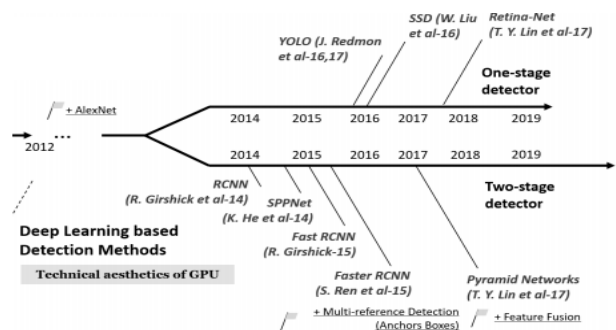 SSD (W. Liu
et al-16)
Retina-Net
(T. Y. Lin et al-17)
YOLO (J. Redmon
et al-16,17)
One-stage
detector
+ AlexNet
2014 2015 2016 2017 2018 2019
2012
...
2014 2015 2016 2017 2018 2019
RCNN
(R. Girshick et al-14)
SPPNet
(K. He et al-14)
Two-stage
detector
Deep Learning based
Detection Methods
Fast RCNN
(R. Girshick-15)
Technical aesthetics of GPU
Faster RCNN
(S. Ren et al-15)
Pyramid Networks
(T. Y. Lin et al-17)
+ Multi-reference Detection
(Anchors Boxes)
+ Feature Fusion